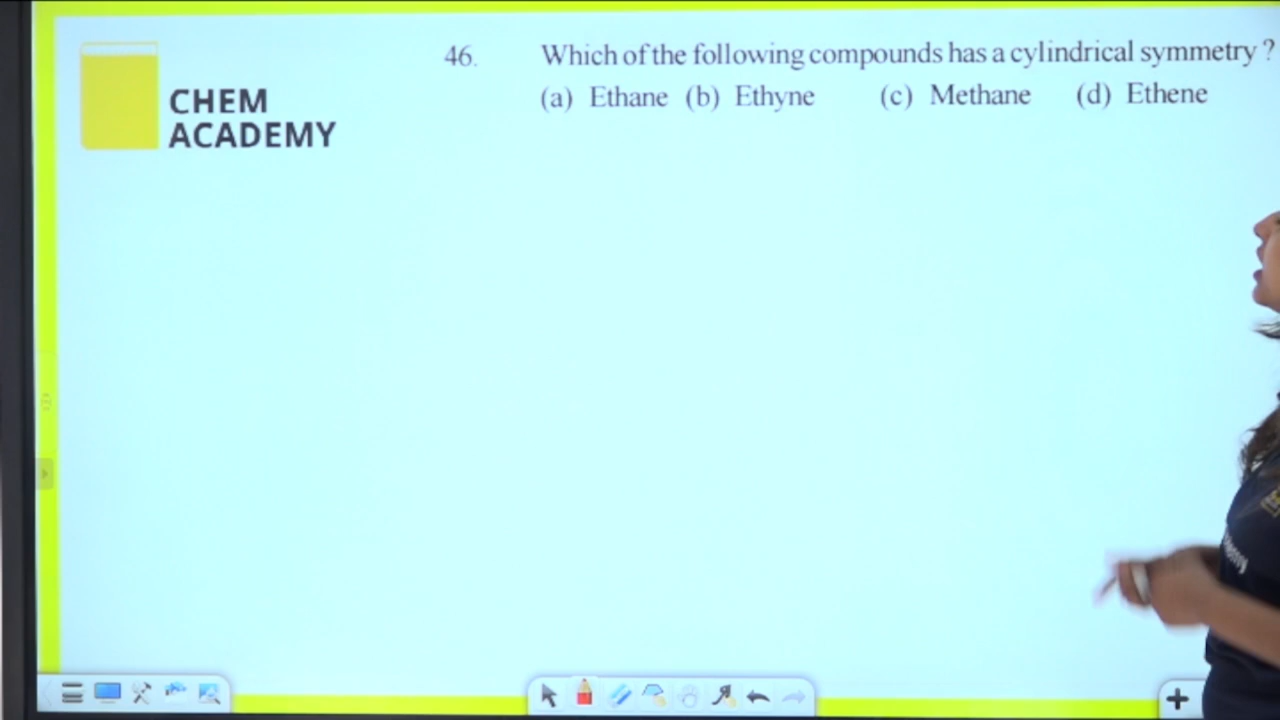 CHEM
ACADEMY
46. Which of the following compounds has a cylindrical symmetry ?
(a) Ethane (b) Ethyne (c) Methane (d) Ethene